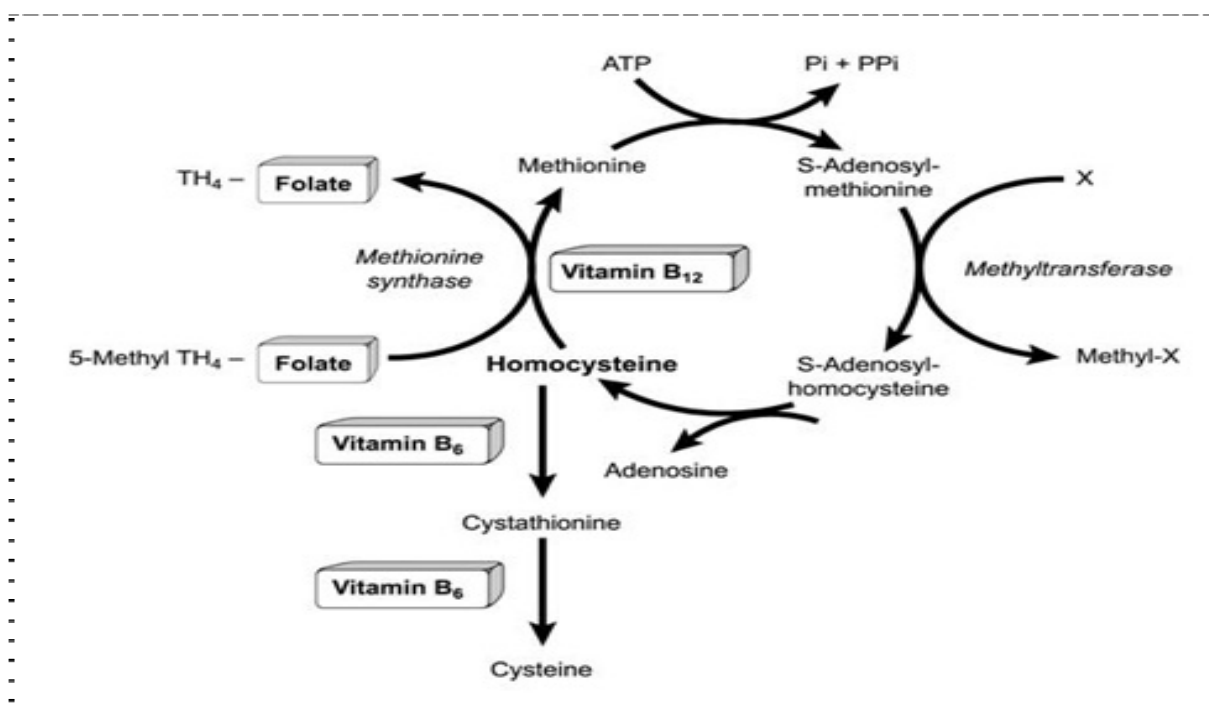 ATP
Pi + PPi
Methionine
S-Adenosyl-
methionine
TH₄ – Folate
X
Methionine
synthase
Vitamin B₁₂
Methyltransferase
5-Methyl TH₄ – Folate
Homocysteine
S-Adenosyl-
homocysteine
Methyl-X
Vitamin B₆
Adenosine
Cystathionine
Vitamin B₆
Cysteine